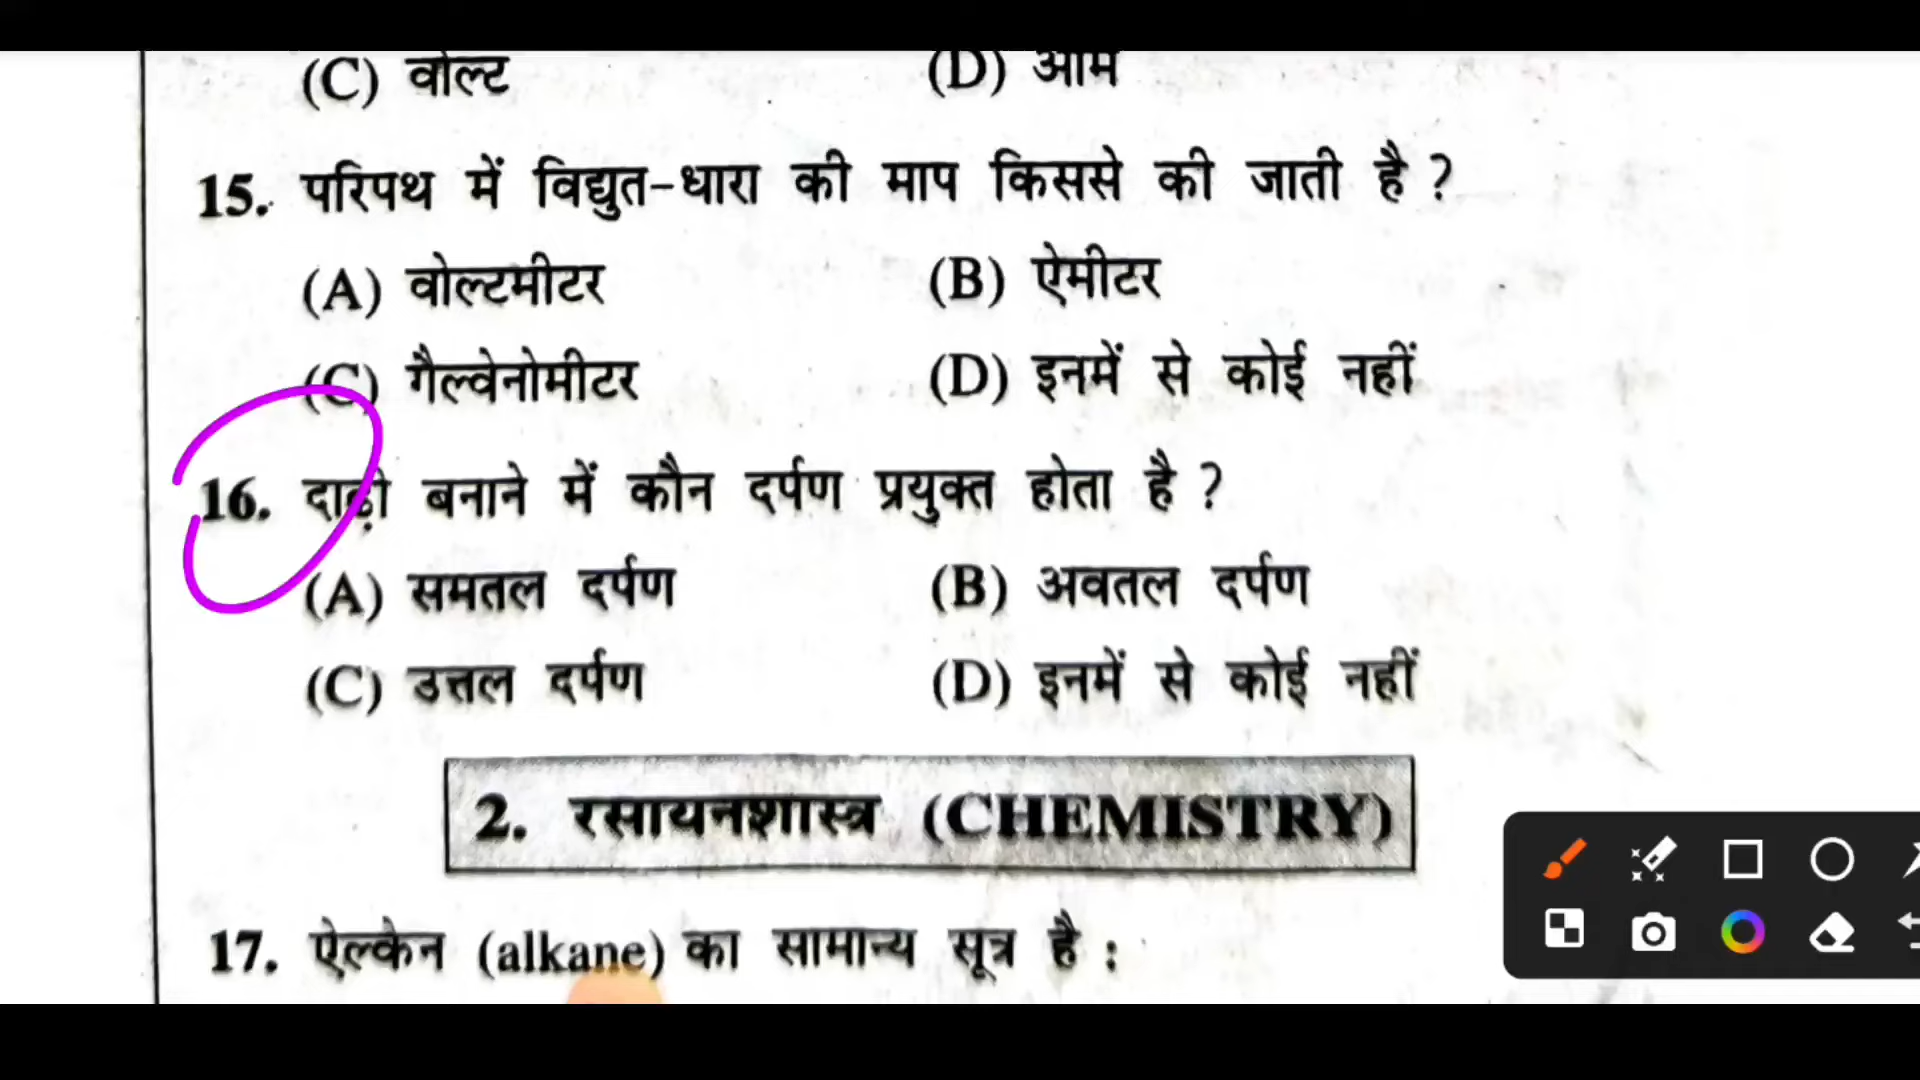 (C) वोल्ट (D) ओम
15. परिपथ में विद्युत-धारा की माप किससे की जाती है ?
(A) वोल्टमीटर (B) ऐमीटर
(C) गैल्वेनोमीटर (D) इनमें से कोई नहीं
16. दाढ़ी बनाने में कौन दर्पण प्रयुक्त होता है ?
(A) समतल दर्पण (B) अवतल दर्पण
(C) उत्तल दर्पण (D) इनमें से कोई नहीं
2. रसायनशास्त्र (CHEMISTRY)
17. ऐल्केन (alkane) का सामान्य सूत्र है :